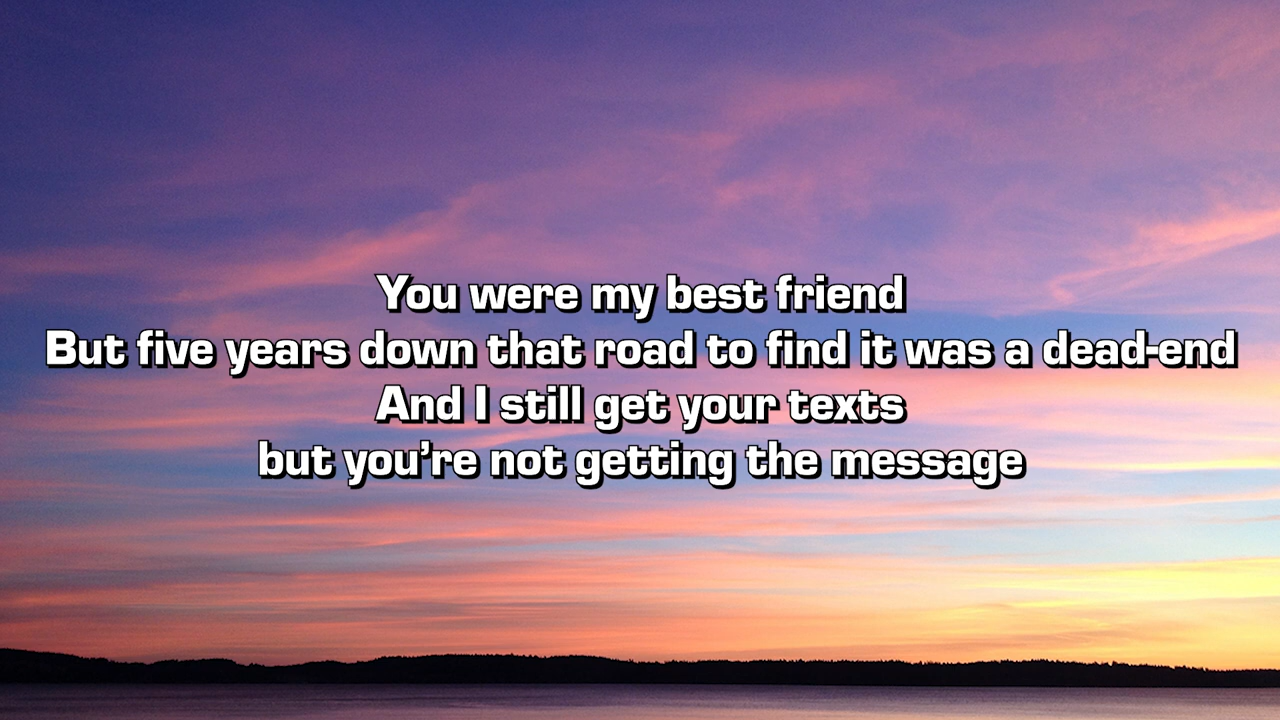 You were my best friend
But five years down that road to find it was a dead-end
And I still get your texts
but you’re not getting the message